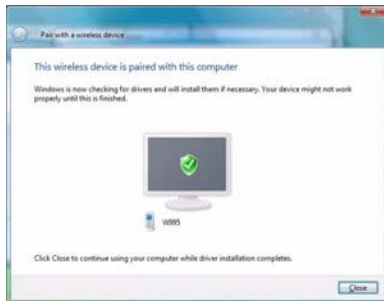 Pair with a wireless device
This wireless device is paired with this computer
Windows is now checking for drivers and will install them if necessary. Your device might not work
properly until this is finished.
W995
Click Close to continue using your computer while driver installation completes.
Close